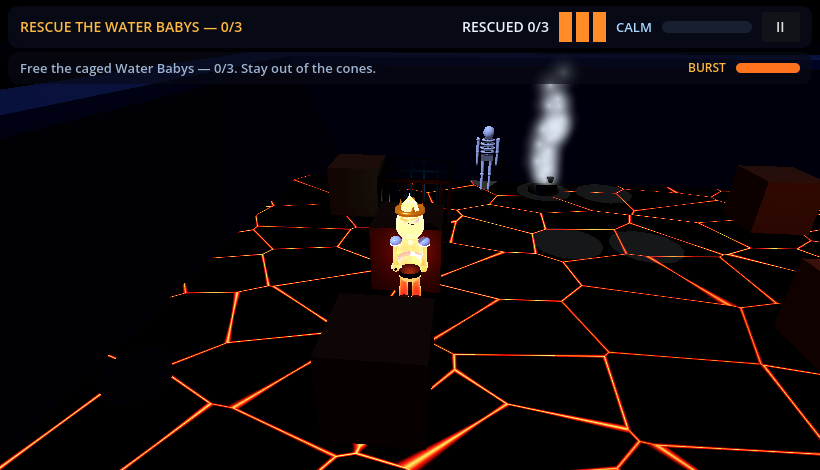 RESCUE THE WATER BABYS — 0/3
RESCUED 0/3
CALM
Free the caged Water Babys — 0/3. Stay out of the cones.
BURST